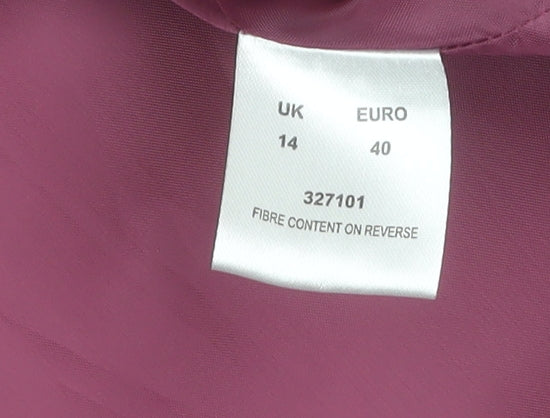 UK EURO
14 40
327101
FIBRE CONTENT ON REVERSE